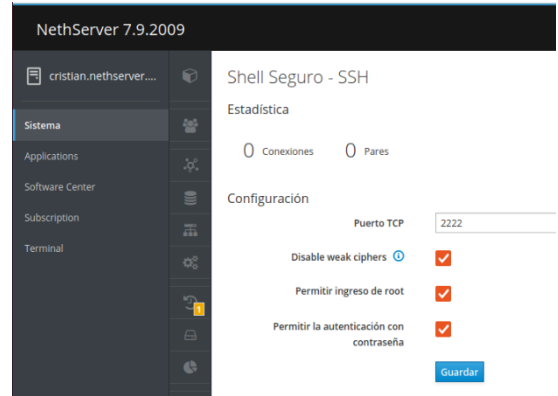 NethServer 7.9.2009
cristian.nethserver....
Sistema
Applications
Software Center
Subscription
Terminal
1
Shell Seguro - SSH
Estadística
0 Conexiones 0 Pares
Configuración
Puerto TCP 2222
Disable weak ciphers
Permitir ingreso de root
Permitir la autenticación con
contraseña
Guardar